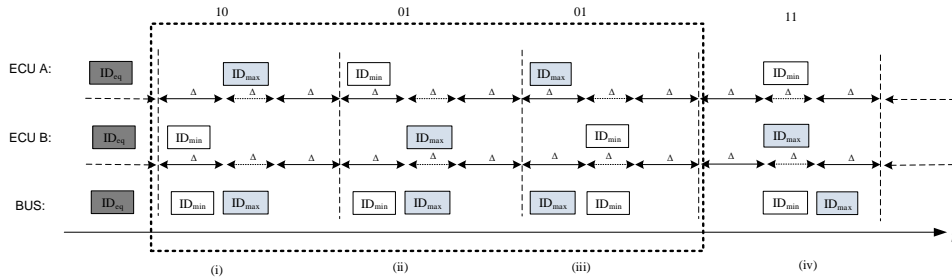 10 01 01 11
ECU A: ID_eq ID_max ID_min ID_max ID_min
Δ Δ Δ Δ Δ Δ Δ Δ Δ Δ Δ Δ
ECU B: ID_eq ID_min ID_max ID_min ID_max
Δ Δ Δ Δ Δ Δ Δ Δ Δ Δ Δ Δ
BUS: ID_eq ID_min ID_max ID_min ID_max ID_max ID_min ID_min ID_max
(i) (ii) (iii) (iv)